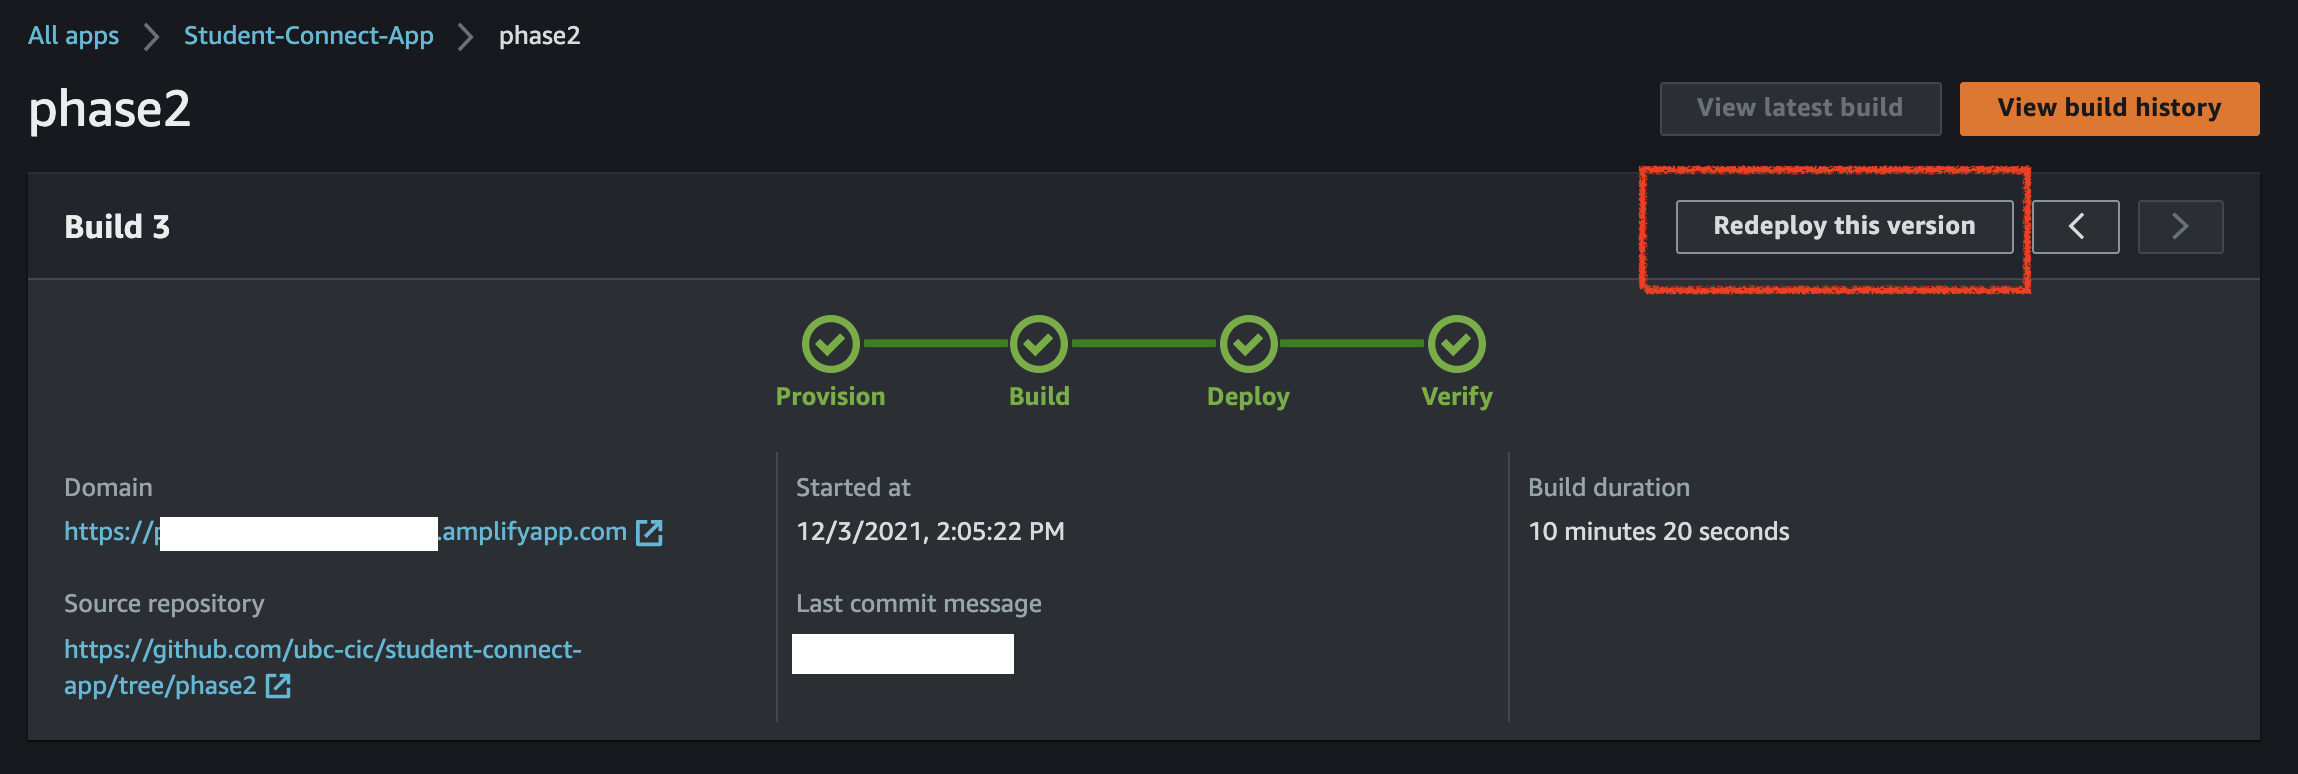 All apps > Student-Connect-App > phase2
phase2
View latest build
View build history
Build 3
Redeploy this version
Provision
Build
Deploy
Verify
Domain
https://p .amplifyapp.com
Started at
12/3/2021, 2:05:22 PM
Build duration
10 minutes 20 seconds
Source repository
https://github.com/ubc-cic/student-connect-
app/tree/phase2
Last commit message